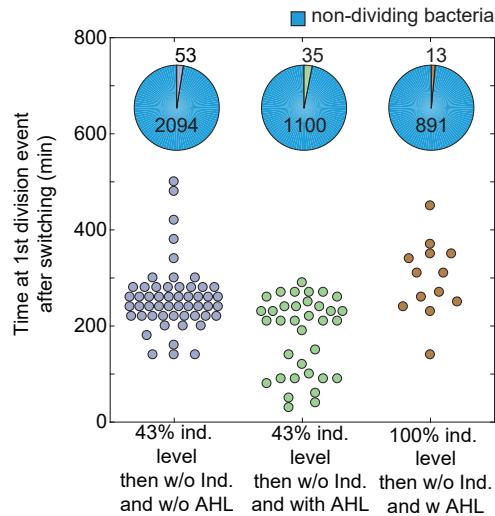 non-dividing bacteria
53
35
13
2094
1100
891
Time at 1st division event
after switching (min)
800
600
400
200
0
43% ind.
level
then w/o Ind.
and w/o AHL
43% ind.
level
then w/o Ind.
and with AHL
100% ind.
level
then w/o Ind.
and w AHL